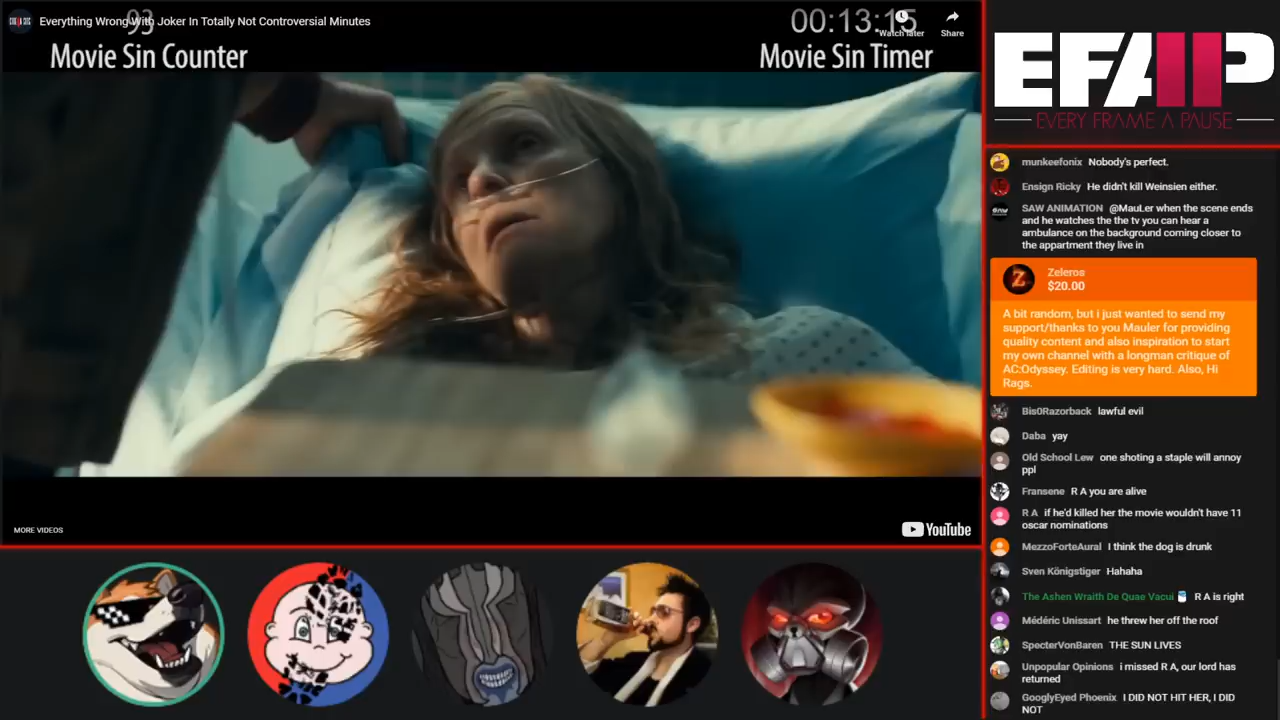 Everything Wrong With Joker In Totally Not Controversial Minutes
93
Movie Sin Counter
00:13:15
Movie Sin Timer
Watch later
Share
MORE VIDEOS
YouTube
EFAP
EVERY FRAME A PAUSE
munkeefonix Nobody's perfect.
Ensign Ricky He didn't kill Weinsien either.
SAW ANIMATION @MauLer when the scene ends
and he watches the the tv you can hear a
ambulance on the background coming closer to
the appartment they live in
Zeleros
$20.00
A bit random, but i just wanted to send my
support/thanks to you Mauler for providing
quality content and also inspiration to start
my own channel with a longman critique of
AC:Odyssey. Editing is very hard. Also, Hi
Rags.
Bis0Razorback lawful evil
Daba yay
Old School Lew one shoting a staple will annoy
ppl
Fransene R A you are alive
R A if he'd killed her the movie wouldn't have 11
oscar nominations
MezzoForteAural I think the dog is drunk
Sven Königstiger Hahaha
The Ashen Wraith De Quae Vacui R A is right
Médéric Unissart he threw her off the roof
SpecterVonBaren THE SUN LIVES
Unpopular Opinions i missed R A, our lord has
returned
GooglyEyed Phoenix I DID NOT HIT HER, I DID
NOT